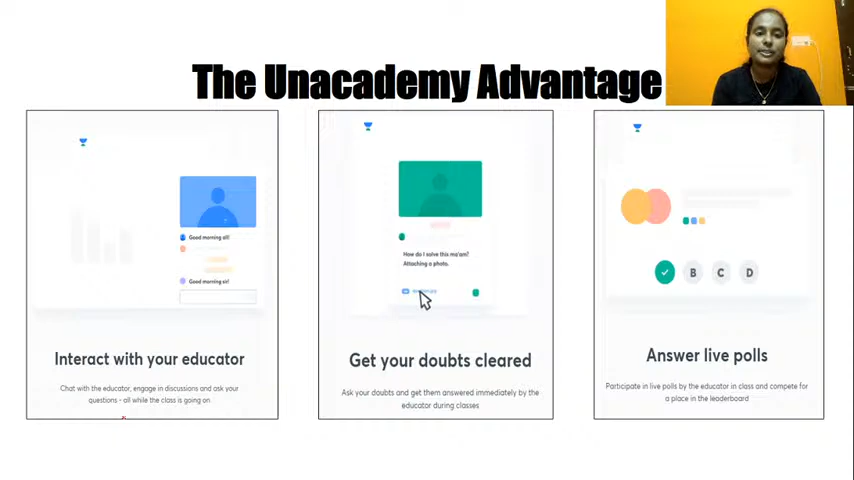 The Unacademy Advantage
Good morning all!
Good morning sir!
Interact with your educator
Chat with the educator, engage in discussions and ask your
questions - all while the class is going on
How do I solve this ma'am?
Attaching a photo.
Get your doubts cleared
Ask your doubts and get them answered immediately by the
educator during classes
B C D
Answer live polls
Participate in live polls by the educator in class and compete for
a place in the leaderboard